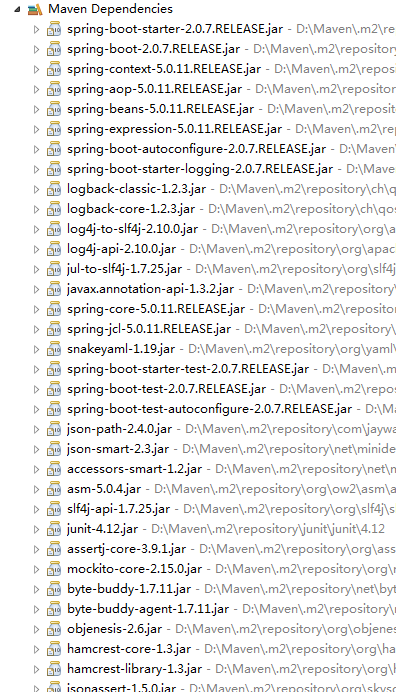 Maven Dependencies
spring-boot-starter-2.0.7.RELEASE.jar - D:\Maven\.m2\re
spring-boot-2.0.7.RELEASE.jar - D:\Maven\.m2\repository
spring-context-5.0.11.RELEASE.jar - D:\Maven\.m2\repos
spring-aop-5.0.11.RELEASE.jar - D:\Maven\.m2\repositor
spring-beans-5.0.11.RELEASE.jar - D:\Maven\.m2\reposit
spring-expression-5.0.11.RELEASE.jar - D:\Maven\.m2\re
spring-boot-autoconfigure-2.0.7.RELEASE.jar - D:\Maven
spring-boot-starter-logging-2.0.7.RELEASE.jar - D:\Maver
logback-classic-1.2.3.jar - D:\Maven\.m2\repository\ch\q
logback-core-1.2.3.jar - D:\Maven\.m2\repository\ch\qos
log4j-to-slf4j-2.10.0.jar - D:\Maven\.m2\repository\org\a
log4j-api-2.10.0.jar - D:\Maven\.m2\repository\org\apac
jul-to-slf4j-1.7.25.jar - D:\Maven\.m2\repository\org\slf4
javax.annotation-api-1.3.2.jar - D:\Maven\.m2\repositor
spring-core-5.0.11.RELEASE.jar - D:\Maven\.m2\reposito
spring-jcl-5.0.11.RELEASE.jar - D:\Maven\.m2\repository
snakeyaml-1.19.jar - D:\Maven\.m2\repository\org\yaml\
spring-boot-starter-test-2.0.7.RELEASE.jar - D:\Maven\.m
spring-boot-test-2.0.7.RELEASE.jar - D:\Maven\.m2\repos
spring-boot-test-autoconfigure-2.0.7.RELEASE.jar - D:\M
json-path-2.4.0.jar - D:\Maven\.m2\repository\com\jaywa
json-smart-2.3.jar - D:\Maven\.m2\repository\net\minide
accessors-smart-1.2.jar - D:\Maven\.m2\repository\net\m
asm-5.0.4.jar - D:\Maven\.m2\repository\org\ow2\asm\a
slf4j-api-1.7.25.jar - D:\Maven\.m2\repository\org\slf4j\s
junit-4.12.jar - D:\Maven\.m2\repository\junit\junit\4.12
assertj-core-3.9.1.jar - D:\Maven\.m2\repository\org\ass
mockito-core-2.15.0.jar - D:\Maven\.m2\repository\org\r
byte-buddy-1.7.11.jar - D:\Maven\.m2\repository\net\byt
byte-buddy-agent-1.7.11.jar - D:\Maven\.m2\repository\
objenesis-2.6.jar - D:\Maven\.m2\repository\org\objenes
hamcrest-core-1.3.jar - D:\Maven\.m2\repository\org\ha
hamcrest-library-1.3.jar - D:\Maven\.m2\repository\org\h
jsonassert-1.5.0.jar - D:\Maven\.m2\repository\org\skysc